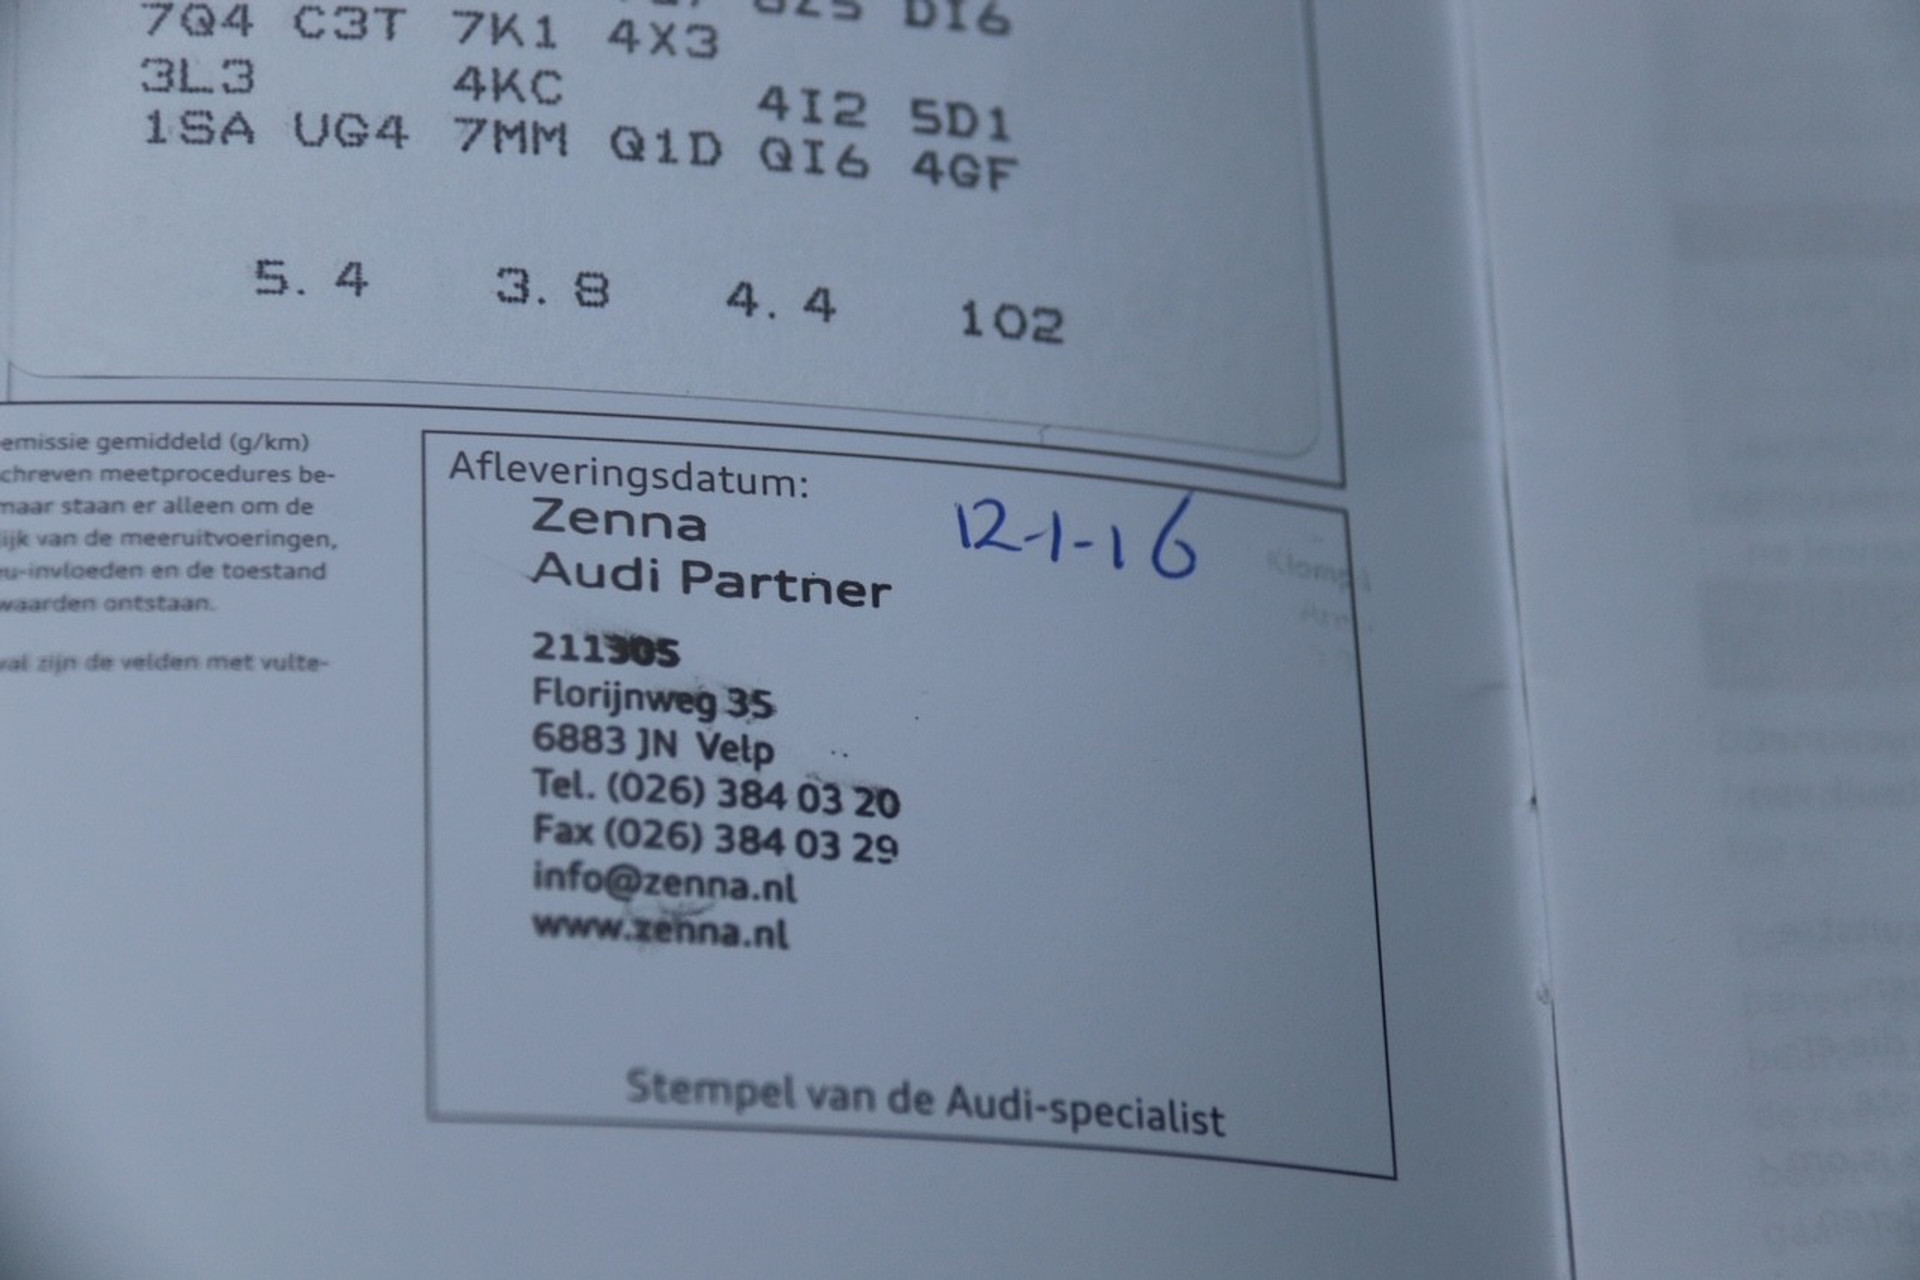 DI6
7Q4 C3T 7K1 4X3
3L3 4KC 4I2 5D1
1SA UG4 7MM Q1D QI6 4GF
5. 4 3. 8 4. 4 102
emissie gemiddeld (g/km)
chreven meetprocedures be-
maar staan er alleen om de
lijk van de meeruitvoeringen,
eu-invloeden en de toestand
waarden ontstaan.
val zijn de velden met vulte-
Afleveringsdatum:
12-1-16
Zenna
Audi Partner
211305
Florijnweg 35
6883 JN Velp
Tel. (026) 384 03 20
Fax (026) 384 03 29
info@zenna.nl
www.zenna.nl
Stempel van de Audi-specialist